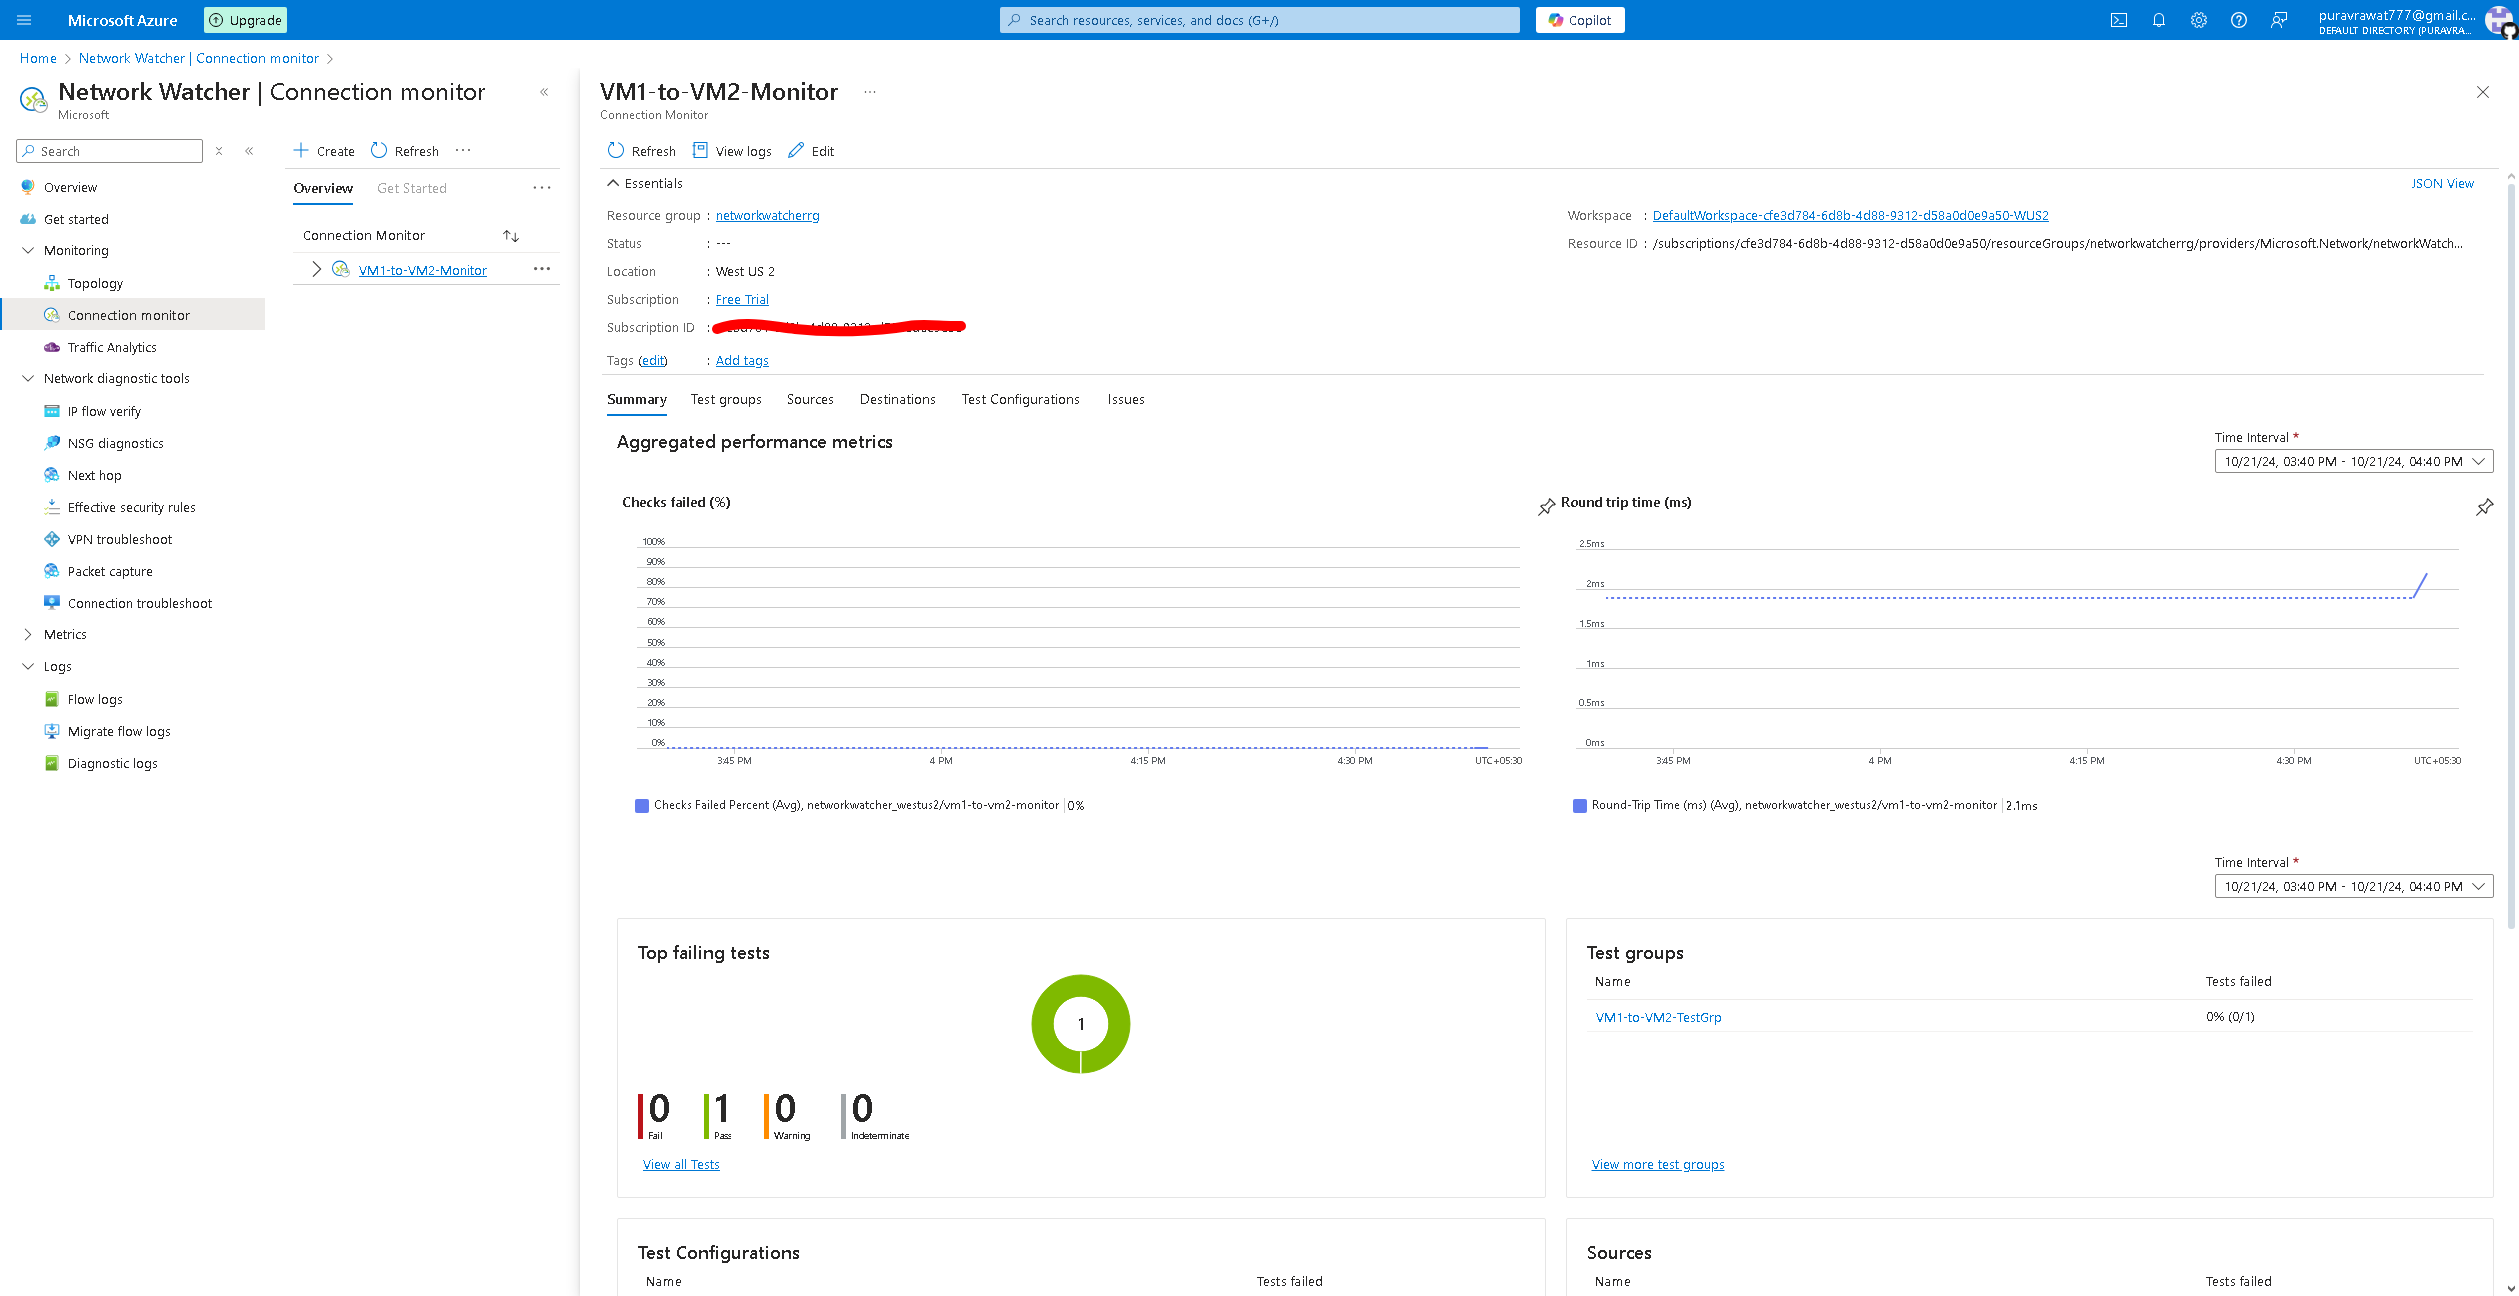 Microsoft Azure
Upgrade
Search resources, services, and docs (G+/)
Copilot
puravrawat777@gmail.c...
DEFAULT DIRECTORY (PURAVRA...
Home > Network Watcher | Connection monitor >
Network Watcher | Connection monitor
Microsoft
Search
Overview
Get started
Monitoring
Topology
Connection monitor
Traffic Analytics
Network diagnostic tools
IP flow verify
NSG diagnostics
Next hop
Effective security rules
VPN troubleshoot
Packet capture
Connection troubleshoot
Metrics
Logs
Flow logs
Migrate flow logs
Diagnostic logs
Create
Refresh
Overview
Get Started
Connection Monitor
VM1-to-VM2-Monitor
VM1-to-VM2-Monitor
Connection Monitor
Refresh
View logs
Edit
Essentials
JSON View
Resource group : networkwatcherrg
Status : ---
Location : West US 2
Subscription : Free Trial
Subscription ID :
Tags (edit) : Add tags
Workspace : DefaultWorkspace-cfe3d784-6d8b-4d88-9312-d58a0d0e9a50-WUS2
Resource ID : /subscriptions/cfe3d784-6d8b-4d88-9312-d58a0d0e9a50/resourceGroups/networkwatcherrg/providers/Microsoft.Network/networkWatch...
Summary
Test groups
Sources
Destinations
Test Configurations
Issues
Aggregated performance metrics
Time Interval *
10/21/24, 03:40 PM - 10/21/24, 04:40 PM
Checks failed (%)
100%
90%
80%
70%
60%
50%
40%
30%
20%
10%
0%
3:45 PM
4 PM
4:15 PM
4:30 PM
UTC+05:30
Checks Failed Percent (Avg), networkwatcher_westus2/vm1-to-vm2-monitor | 0%
Round trip time (ms)
2.5ms
2ms
1.5ms
1ms
0.5ms
0ms
3:45 PM
4 PM
4:15 PM
4:30 PM
UTC+05:30
Round-Trip Time (ms) (Avg), networkwatcher_westus2/vm1-to-vm2-monitor | 2.1ms
Time Interval *
10/21/24, 03:40 PM - 10/21/24, 04:40 PM
Top failing tests
1
0
Fail
1
Pass
0
Warning
0
Indeterminate
View all Tests
Test groups
Name
Tests failed
VM1-to-VM2-TestGrp
0% (0/1)
View more test groups
Test Configurations
Name
Tests failed
Sources
Name
Tests failed